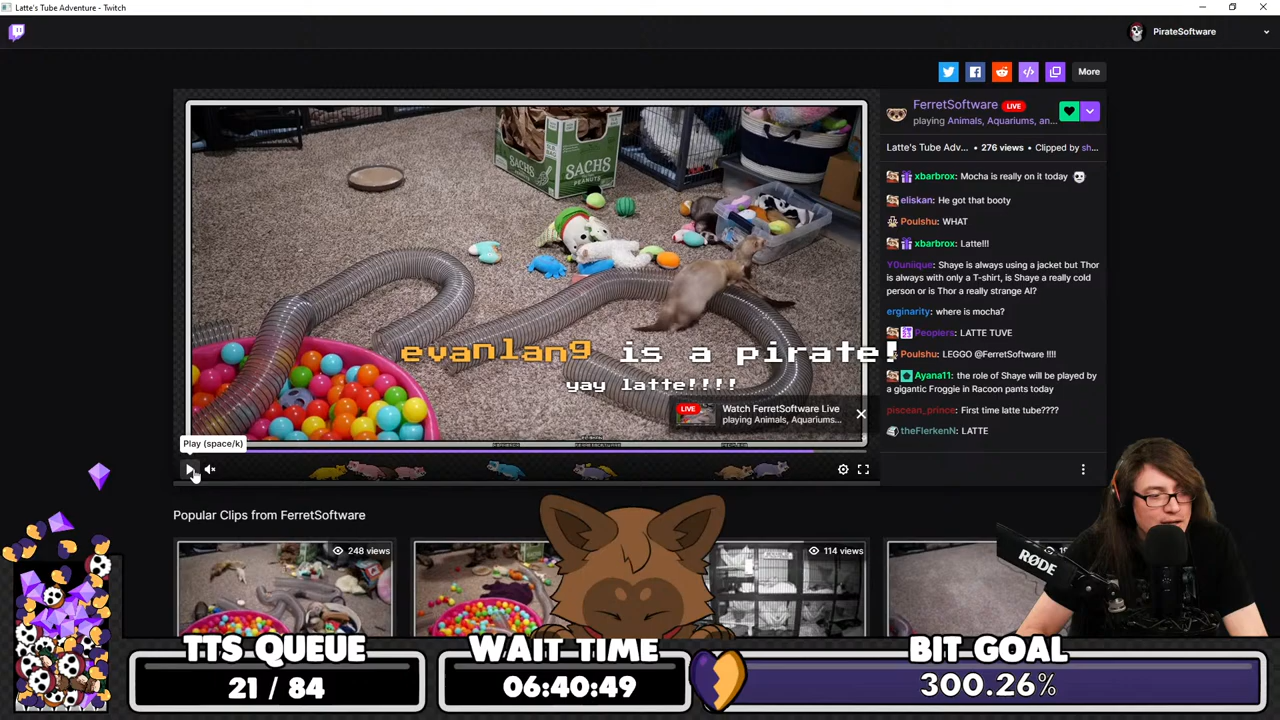 Latte's Tube Adventure - Twitch
PirateSoftware
More
FerretSoftware LIVE
playing Animals, Aquariums, an...
Latte's Tube Adv... • 276 views • Clipped by sh...
xbarbrox: Mocha is really on it today
eliskan: He got that booty
Pouishu: WHAT
xbarbrox: Latte!!!
Y0uniique: Shaye is always using a jacket but Thor
is always with only a T-shirt, is Shaye a really cold
person or is Thor a really strange AI?
erginarity: where is mocha?
Peoplers: LATTE TUVE
Pouishu: LEGGO @FerretSoftware !!!!
Ayana11: the role of Shaye will be played by
a gigantic Froggie in Racoon pants today
piscean_prince: First time latte tube????
theFlerkenN: LATTE
SACHS
PEANUTS
SACHS
PEANUTS
evanlang is a pirate!
yay latte!!!!
LIVE
Watch FerretSoftware Live
playing Animals, Aquariums...
Play (space/k)
Popular Clips from FerretSoftware
248 views
114 views
RØDE
TTS QUEUE
21 / 84
WAIT TIME
06:40:49
BIT GOAL
300.26%